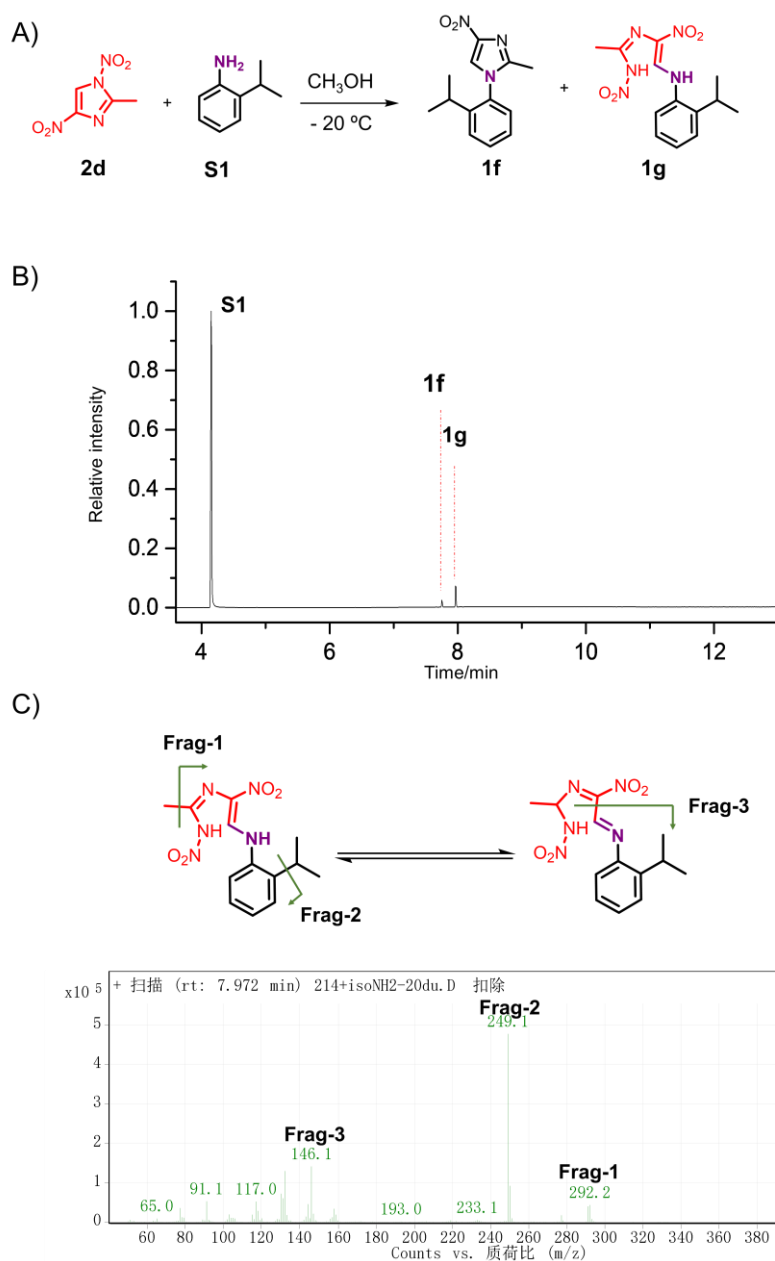 A)
O₂N
NO₂
N
N
O₂N
2d
+
NH₂
S1
CH₃OH
- 20 ºC
O₂N
N
N
1f
+
N
NO₂
NH
NH
NO₂
1g
B)
Relative intensity
1.0
0.8
0.6
0.4
0.2
0.0
S1
1f
1g
4
6
8
10
12
Time/min
C)
Frag-1
N
NO₂
NH
NH
O₂N
Frag-2
N
NO₂
NH
N
O₂N
Frag-3
+ 扫描 (rt: 7.972 min) 214+isoNH2-20du.D 扣除
x10 5
5
4
3
2
1
0
Frag-2
249.1
Frag-3
146.1
Frag-1
292.2
65.0
91.1
117.0
193.0
233.1
60 80 100 120 140 160 180 200 220 240 260 280 300 320 340 360 380
Counts vs. 质荷比 (m/z)